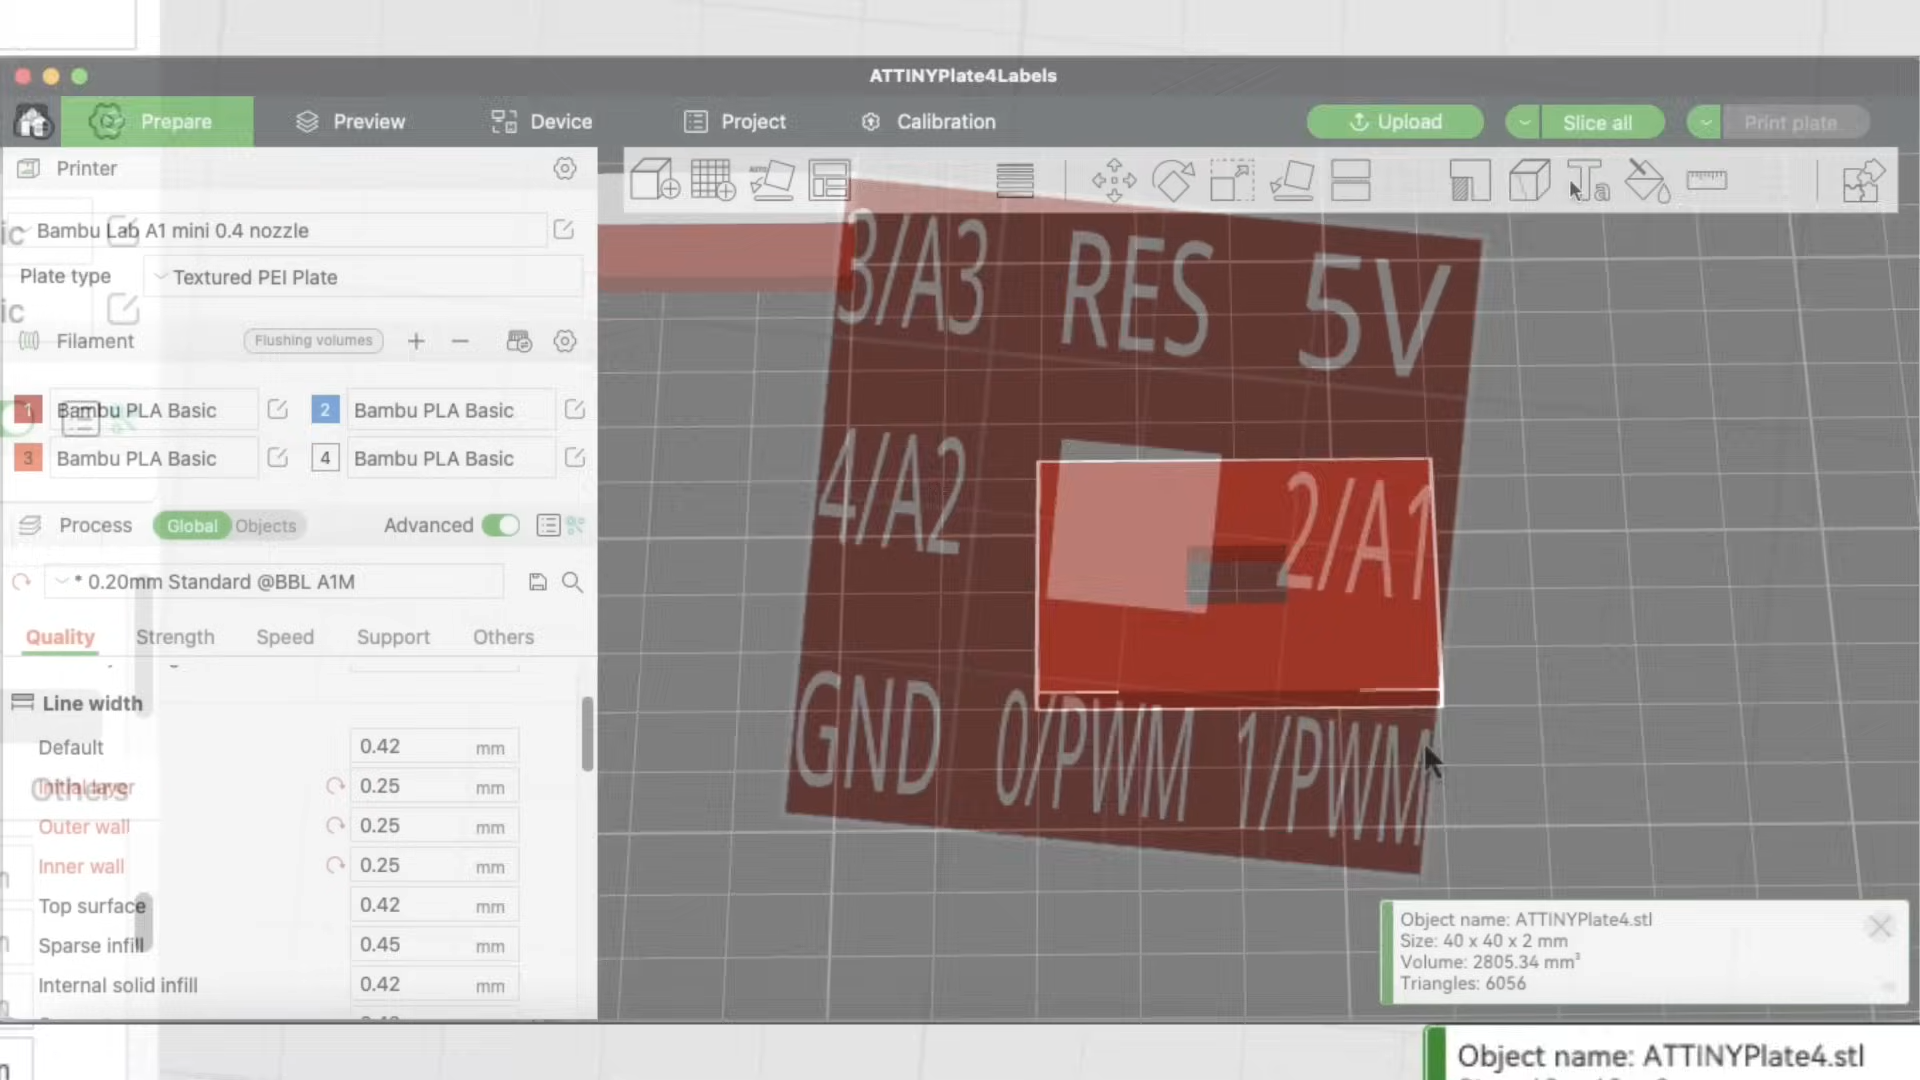 ATTINYPlate4Labels
Prepare
Preview
Device
Project
Calibration
Upload
Slice all
Print plate
Printer
Bambu Lab A1 mini 0.4 nozzle
Plate type
Textured PEI Plate
Filament
Flushing volumes
1 Bambu PLA Basic
2 Bambu PLA Basic
3 Bambu PLA Basic
4 Bambu PLA Basic
Process
Global
Objects
Advanced
* 0.20mm Standard @BBL A1M
Quality
Strength
Speed
Support
Others
Line width
Default 0.42 mm
Initial layer 0.25 mm
Others
Outer wall 0.25 mm
Inner wall 0.25 mm
Top surface 0.42 mm
Sparse infill 0.45 mm
Internal solid infill 0.42 mm
3/A3 RES 5V
4/A2 2/A1
GND 0/PWM 1/PWM
Object name: ATTINYPlate4.stl
Size: 40 x 40 x 2 mm
Volume: 2805.34 mm³
Triangles: 6056
Object name: ATTINYPlate4.stl